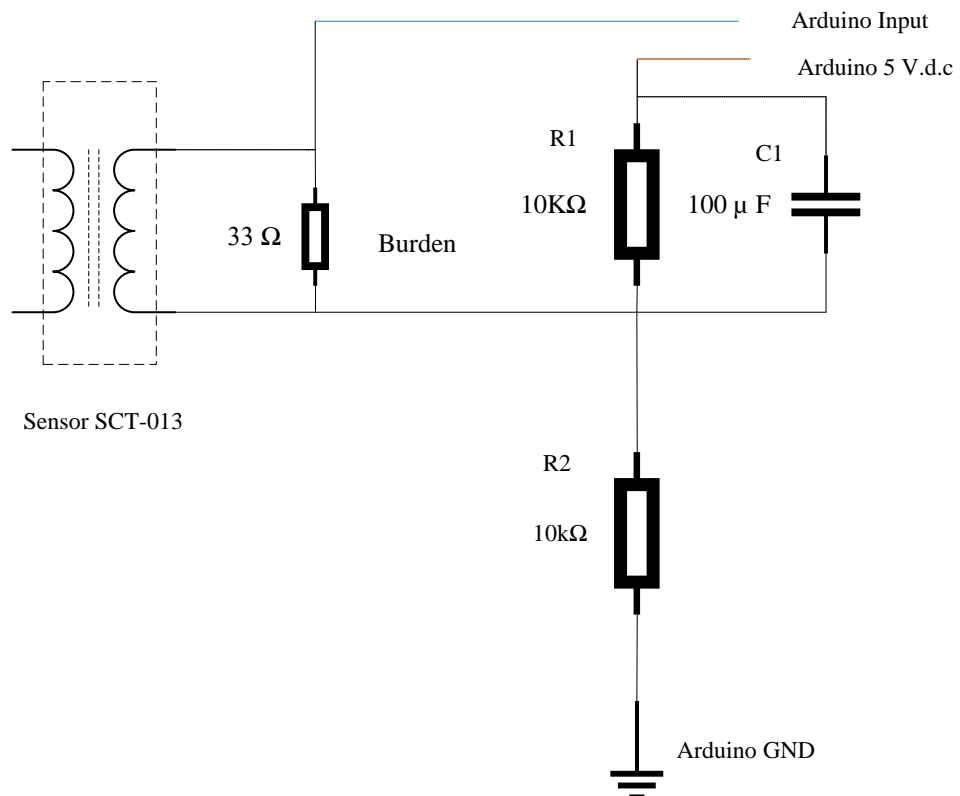 Arduino Input
Arduino 5 V.d.c
R1
C1
10KΩ
100 µ F
33 Ω
Burden
Sensor SCT-013
R2
10kΩ
Arduino GND